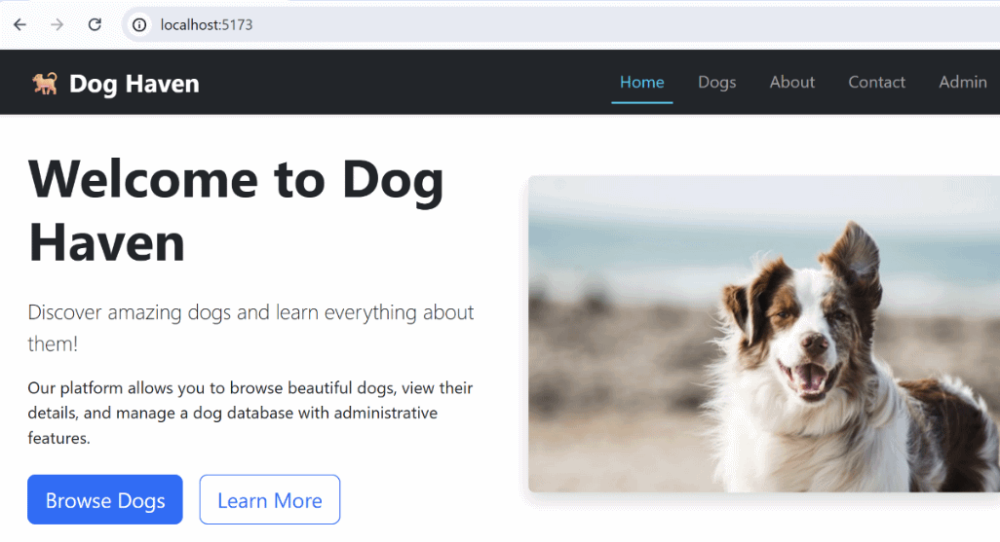 localhost:5173
Dog Haven
Home Dogs About Contact Admin
Welcome to Dog
Haven
Discover amazing dogs and learn everything about
them!
Our platform allows you to browse beautiful dogs, view their
details, and manage a dog database with administrative
features.
Browse Dogs Learn More